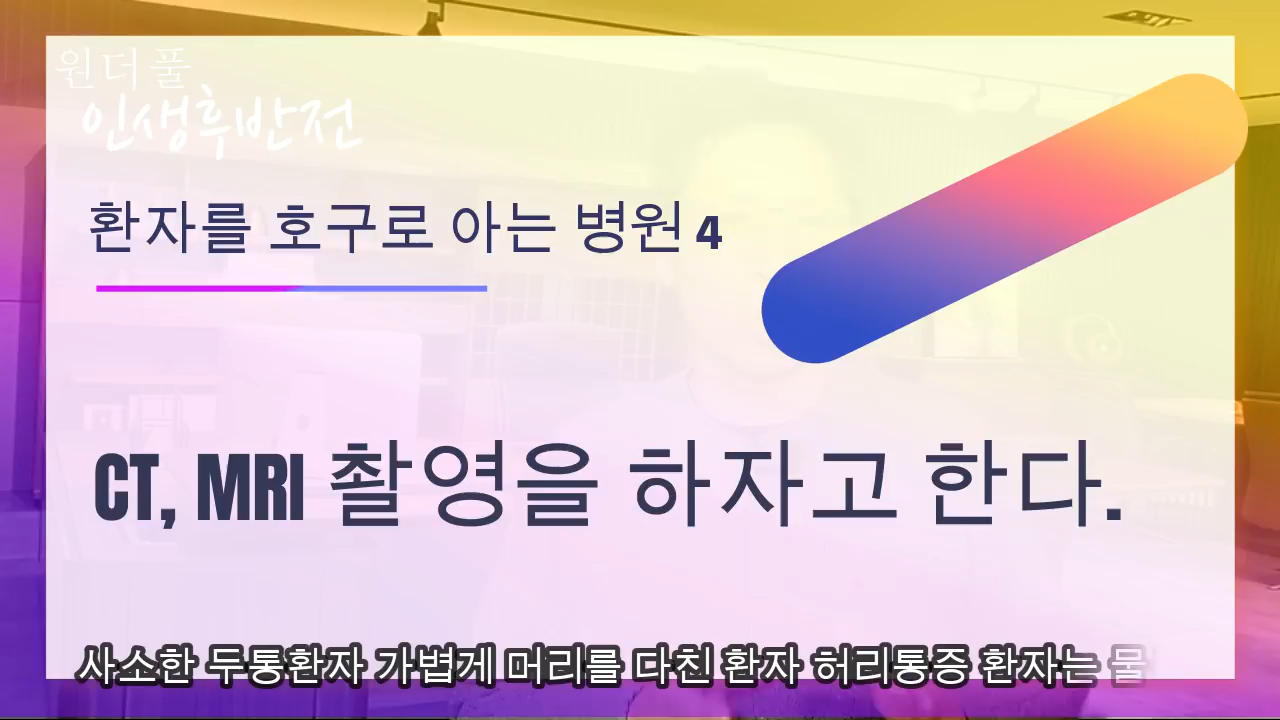 윈더풀
인생후반전
환자를 호구로 아는 병원 4
CT, MRI 촬영을 하자고 한다.
사소한 두통환자 가볍게 머리를 다친 환자 허리통증 환자는 물